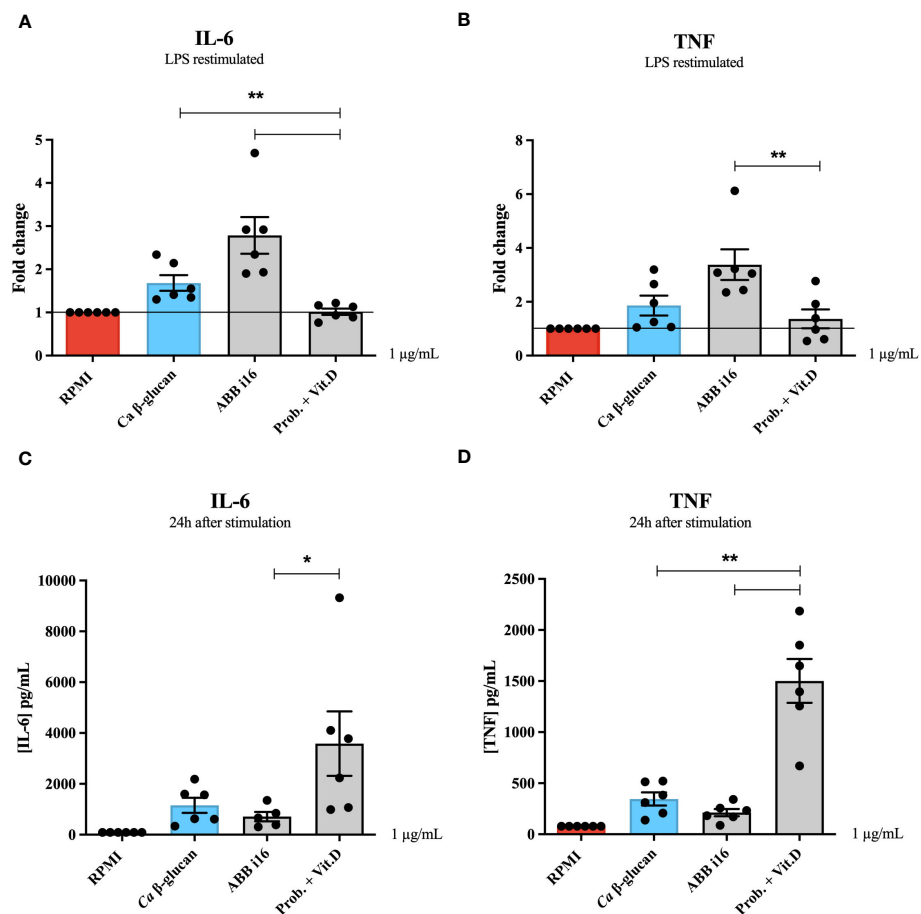 A
IL-6
LPS restimulated
**
Fold change
5
4
3
2
1
0
RPMI
Ca β-glucan
ABB i16
Prob. + Vit.D
1 μg/mL
B
TNF
LPS restimulated
**
Fold change
8
6
4
2
0
RPMI
Ca β-glucan
ABB i16
Prob. + Vit.D
1 μg/mL
C
IL-6
24h after stimulation
*
[IL-6] pg/mL
10000
8000
6000
4000
2000
0
RPMI
Ca β-glucan
ABB i16
Prob. + Vit.D
1 μg/mL
D
TNF
24h after stimulation
**
[TNF] pg/mL
2500
2000
1500
1000
500
0
RPMI
Ca β-glucan
ABB i16
Prob. + Vit.D
1 μg/mL